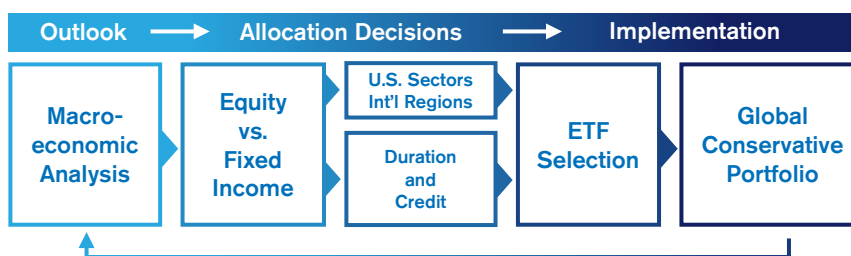 Outlook
Allocation Decisions
Implementation
Macro-
economic
Analysis
Equity
vs.
Fixed
Income
U.S. Sectors
Int'l Regions
Duration
and
Credit
ETF
Selection
Global
Conservative
Portfolio